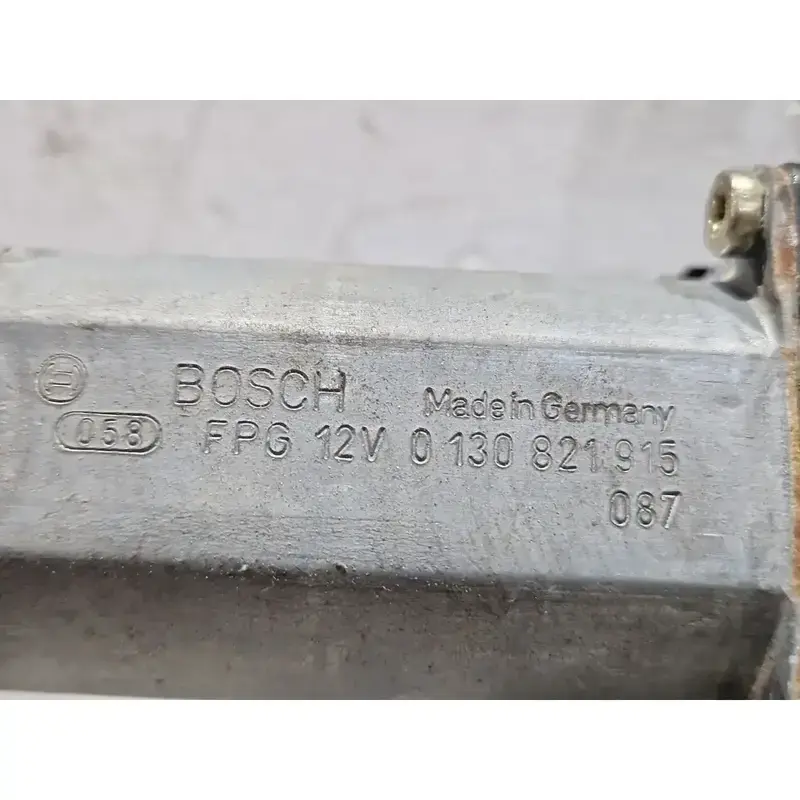 BOSCH Made in Germany
058 FPG 12V 0 130 821 915
087